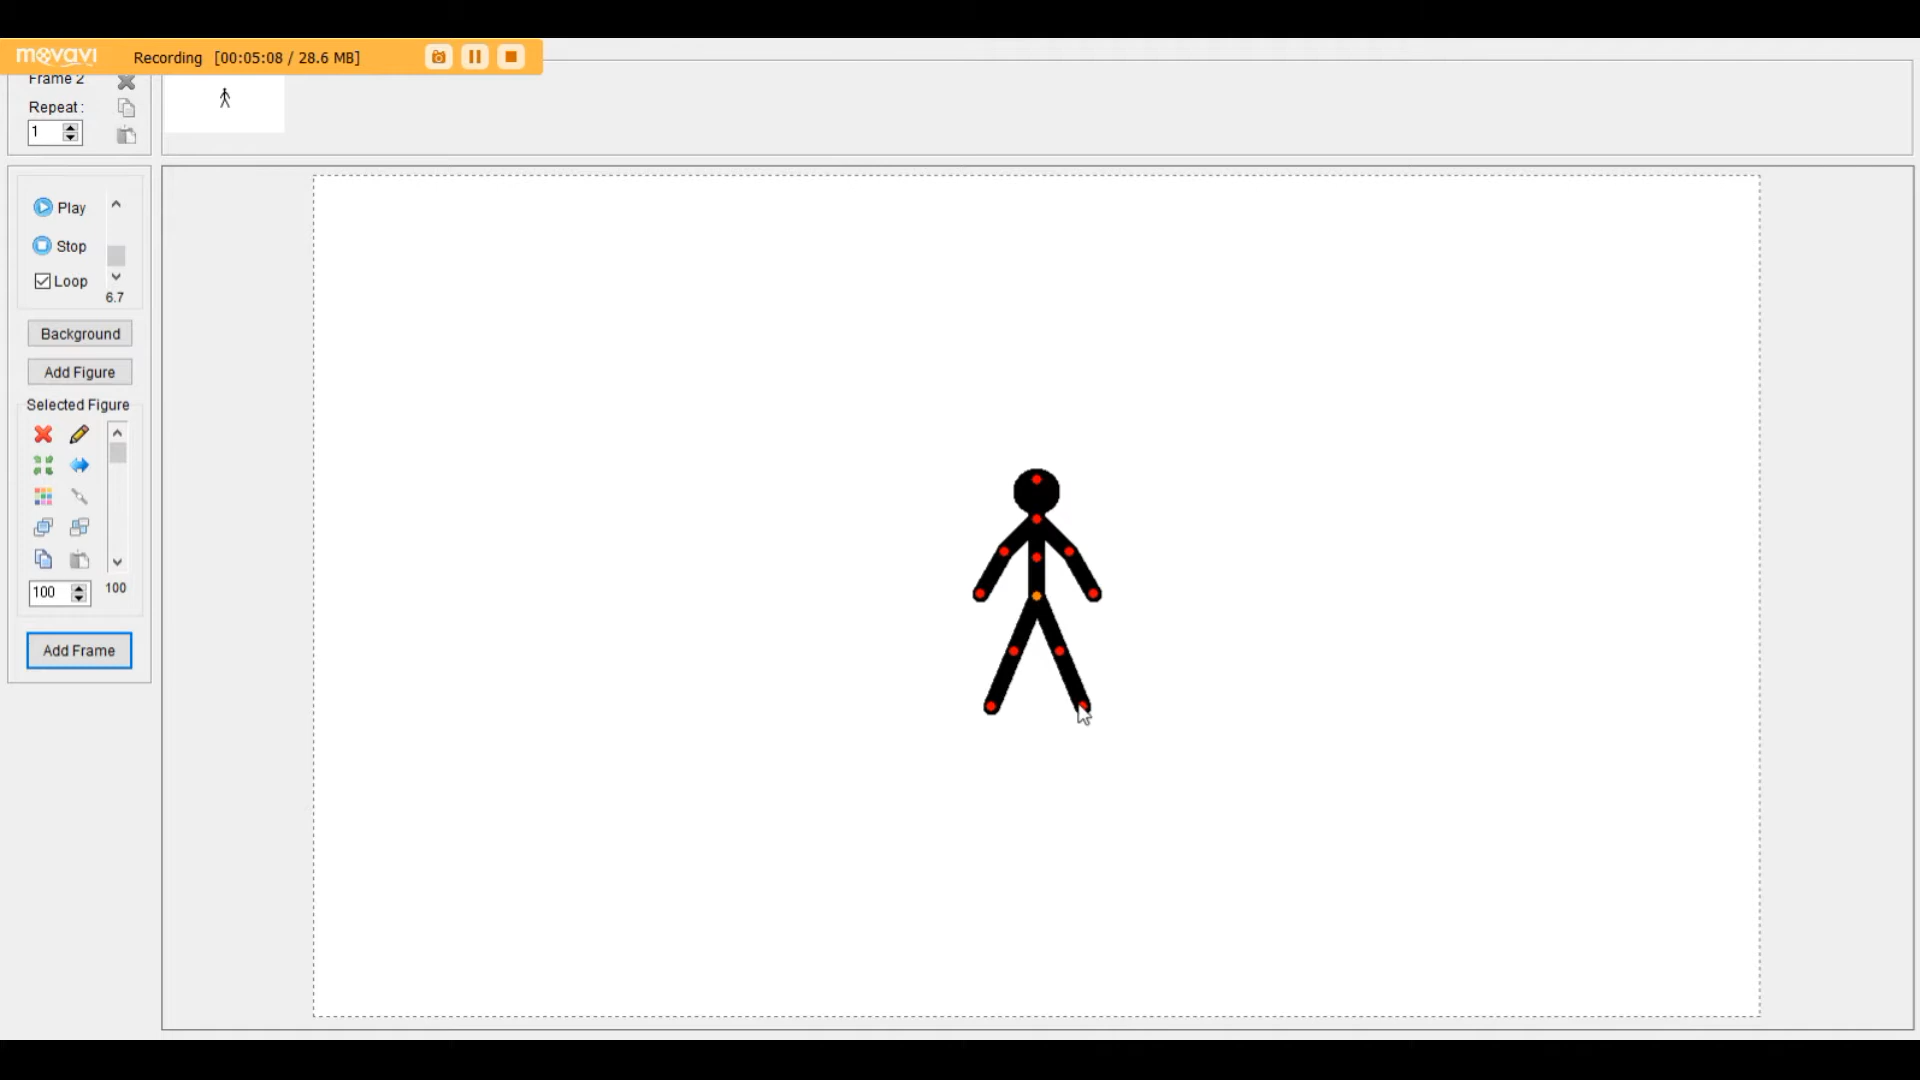 movavi
Recording [00:05:08 / 28.6 MB]
Frame 2
Repeat :
1
Play
Stop
Loop
6.7
Background
Add Figure
Selected Figure
100
100
Add Frame